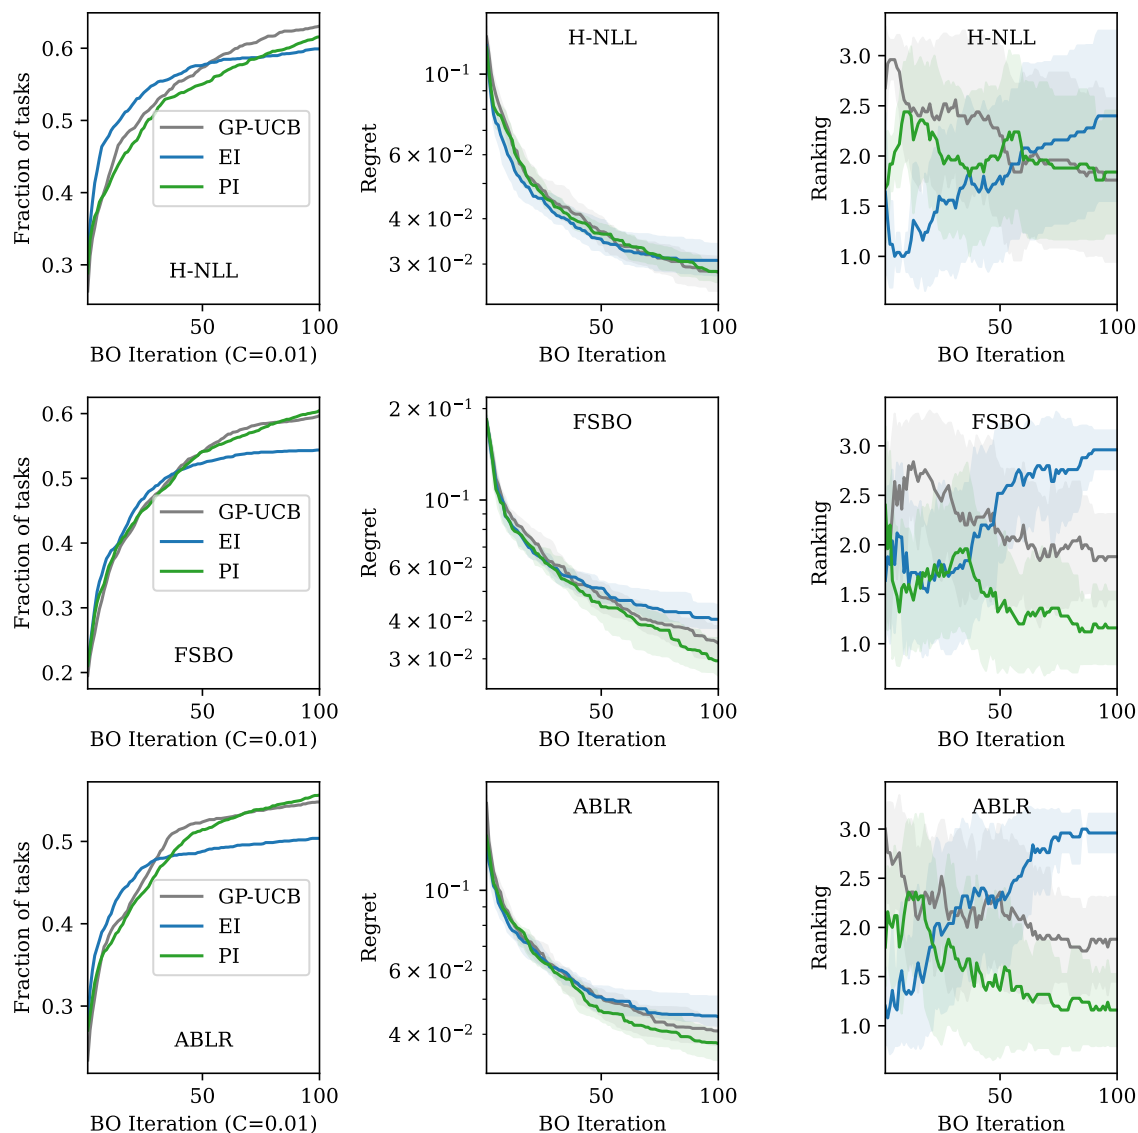 H-NLL
GP-UCB
EI
PI
0.3
0.4
0.5
0.6
Fraction of tasks
50
100
BO Iteration (C=0.01)
H-NLL
10⁻¹
6 × 10⁻²
4 × 10⁻²
3 × 10⁻²
Regret
50
100
BO Iteration
H-NLL
3.0
2.5
2.0
1.5
1.0
Ranking
50
100
BO Iteration
FSBO
GP-UCB
EI
PI
0.2
0.3
0.4
0.5
0.6
Fraction of tasks
50
100
BO Iteration (C=0.01)
FSBO
2 × 10⁻¹
10⁻¹
6 × 10⁻²
4 × 10⁻²
3 × 10⁻²
Regret
50
100
BO Iteration
FSBO
3.0
2.5
2.0
1.5
1.0
Ranking
50
100
BO Iteration
ABLR
GP-UCB
EI
PI
0.3
0.4
0.5
Fraction of tasks
50
100
BO Iteration (C=0.01)
ABLR
10⁻¹
6 × 10⁻²
4 × 10⁻²
Regret
50
100
BO Iteration
ABLR
3.0
2.5
2.0
1.5
1.0
Ranking
50
100
BO Iteration